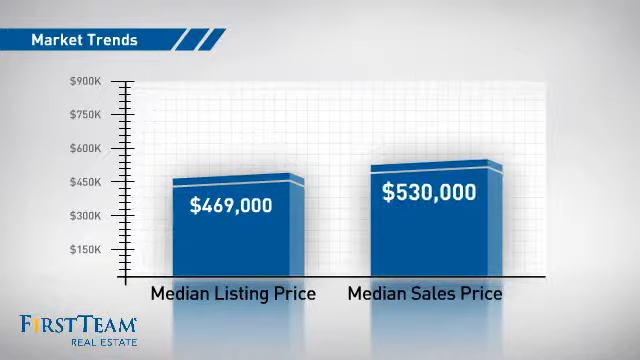 Market Trends
$900K
$750K
$600K
$450K
$300K
$150K
$469,000
$530,000
Median Listing Price
Median Sales Price
FIRSTTEAM®
REAL ESTATE